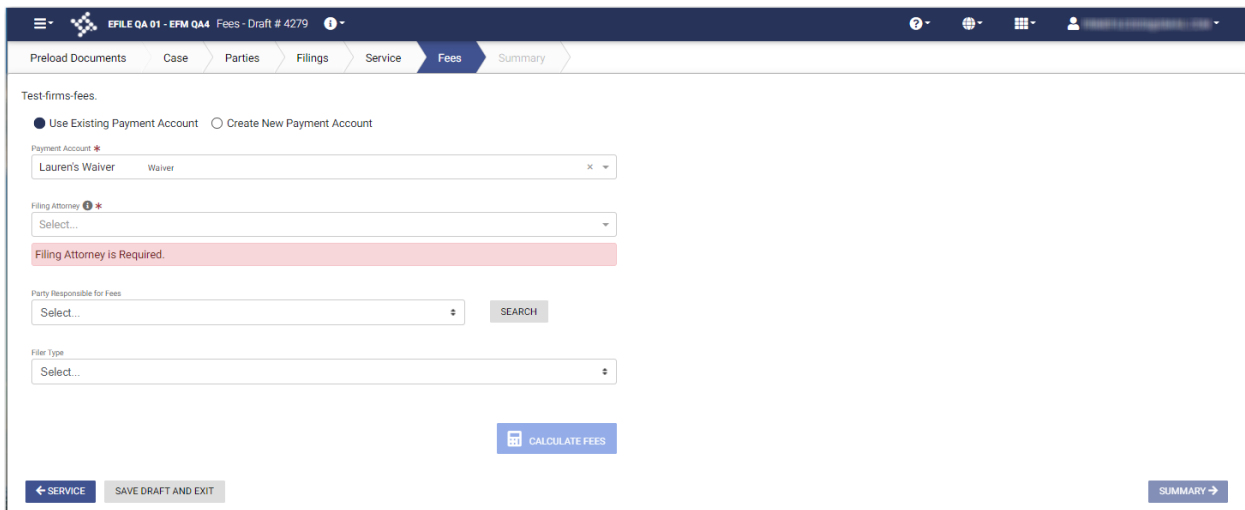 EFILE QA 01 - EFM QA4 Fees - Draft # 4279
Preload Documents Case Parties Filings Service Fees Summary
Test-firms-fees.
Use Existing Payment Account Create New Payment Account
Payment Account *
Lauren's Waiver Waiver
Filing Attorney *
Select...
Filing Attorney is Required.
Party Responsible for Fees
Select... SEARCH
Filer Type
Select...
CALCULATE FEES
SERVICE SAVE DRAFT AND EXIT SUMMARY